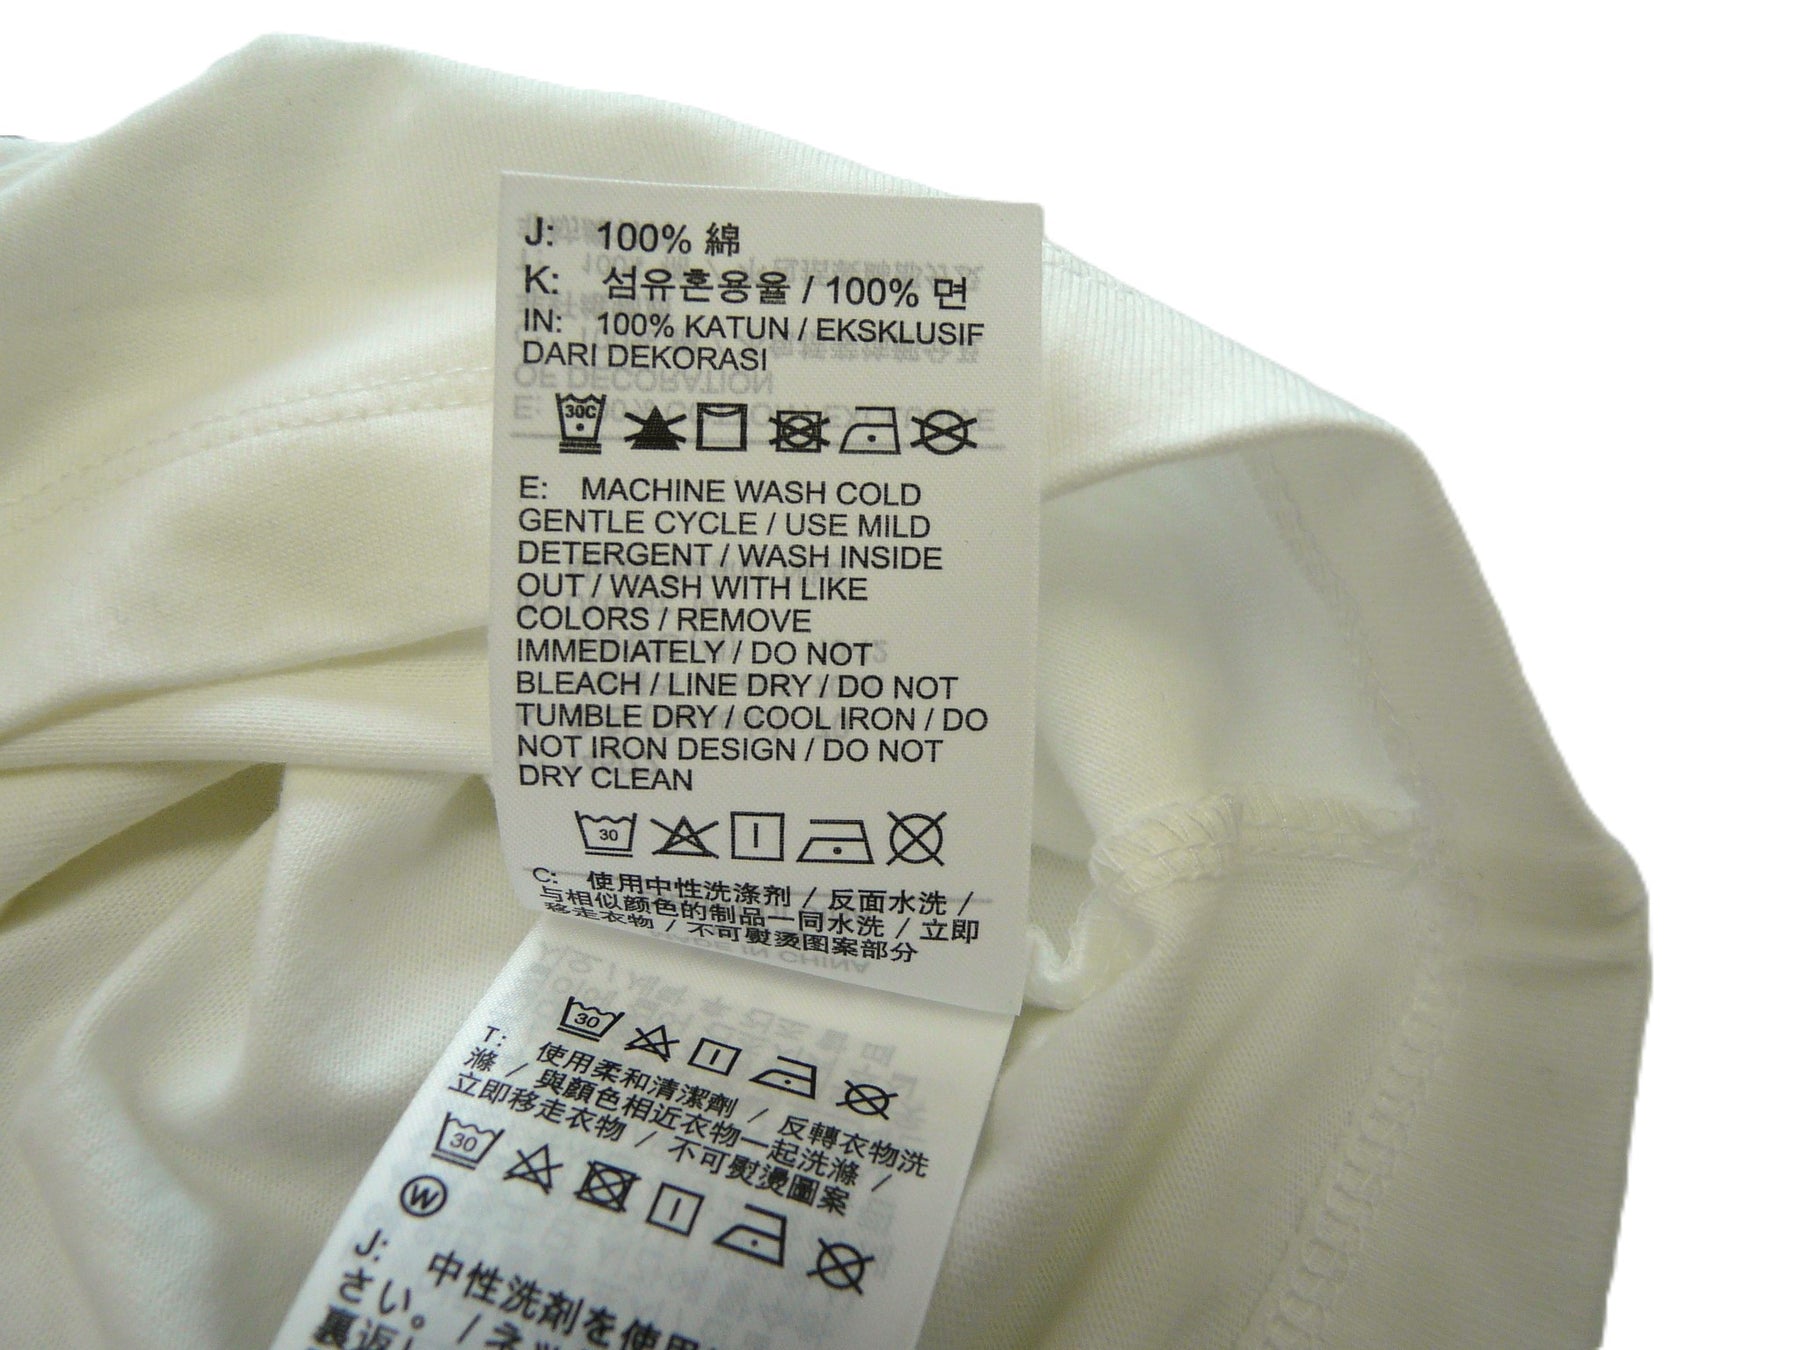 J: 100% 綿
K: 섬유혼용율 / 100% 면
IN: 100% KATUN / EKSKLUSIF
DARI DEKORASI
30C
E: MACHINE WASH COLD
GENTLE CYCLE / USE MILD
DETERGENT / WASH INSIDE
OUT / WASH WITH LIKE
COLORS / REMOVE
IMMEDIATELY / DO NOT
BLEACH / LINE DRY / DO NOT
TUMBLE DRY / COOL IRON / DO
NOT IRON DESIGN / DO NOT
DRY CLEAN
30
C: 使用中性洗涤剂 / 反面水洗 /
与相似颜色的制品一同水洗 / 立即
移走衣物 / 不可熨烫图案部分
30
T: 使用柔和清潔劑 / 反轉衣物洗
滌 / 與顏色相近衣物一起洗滌 /
立即移走衣物 / 不可熨燙圖案
30
W
J: 中性洗剤を使用
さい。 / ネッ
裏返し